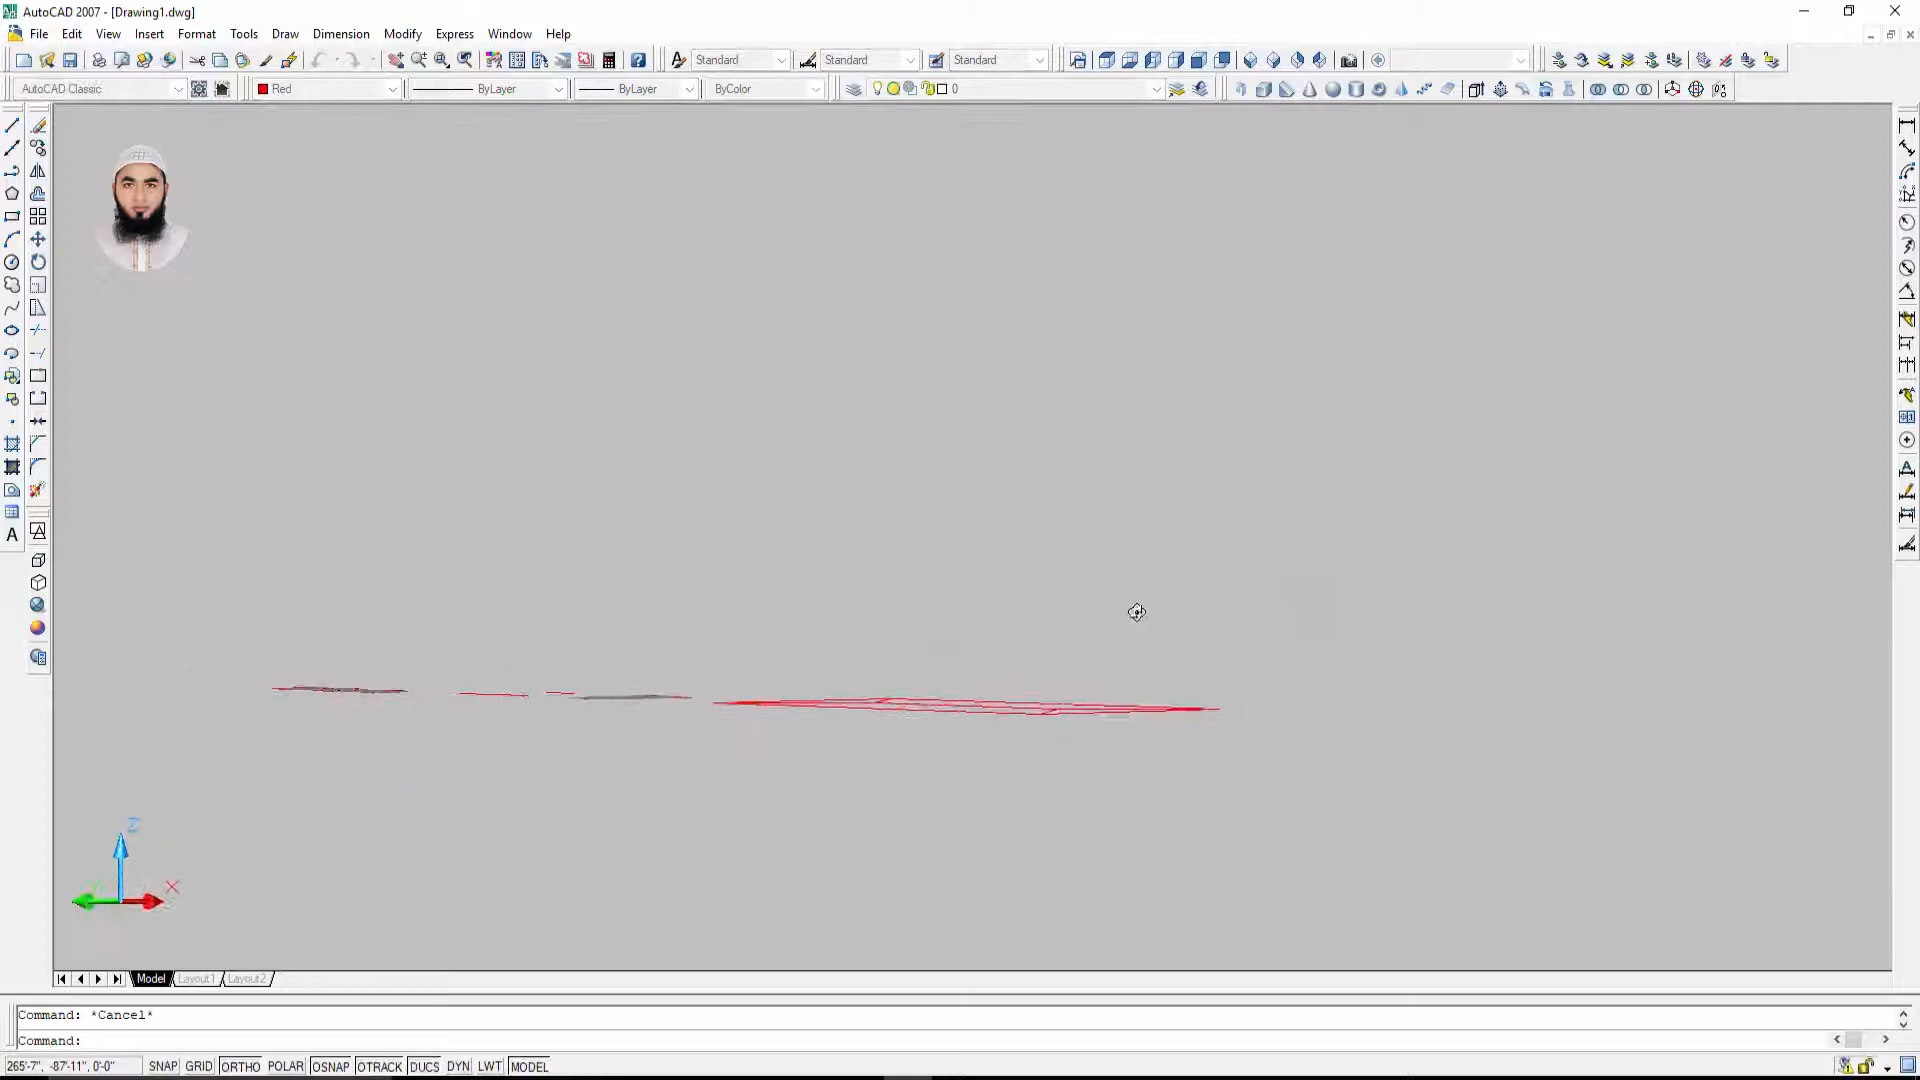 AutoCAD 2007 - [Drawing1.dwg]
File Edit View Insert Format Tools Draw Dimension Modify Express Window Help
Standard Standard Standard
AutoCAD Classic Red ByLayer ByLayer ByColor 0
A
Z
X
Model Layout1 Layout2
Command: *Cancel*
Command:
265'-7", -87'-11", 0'-0" SNAP GRID ORTHO POLAR OSNAP OTRACK DUCS DYN LWT MODEL